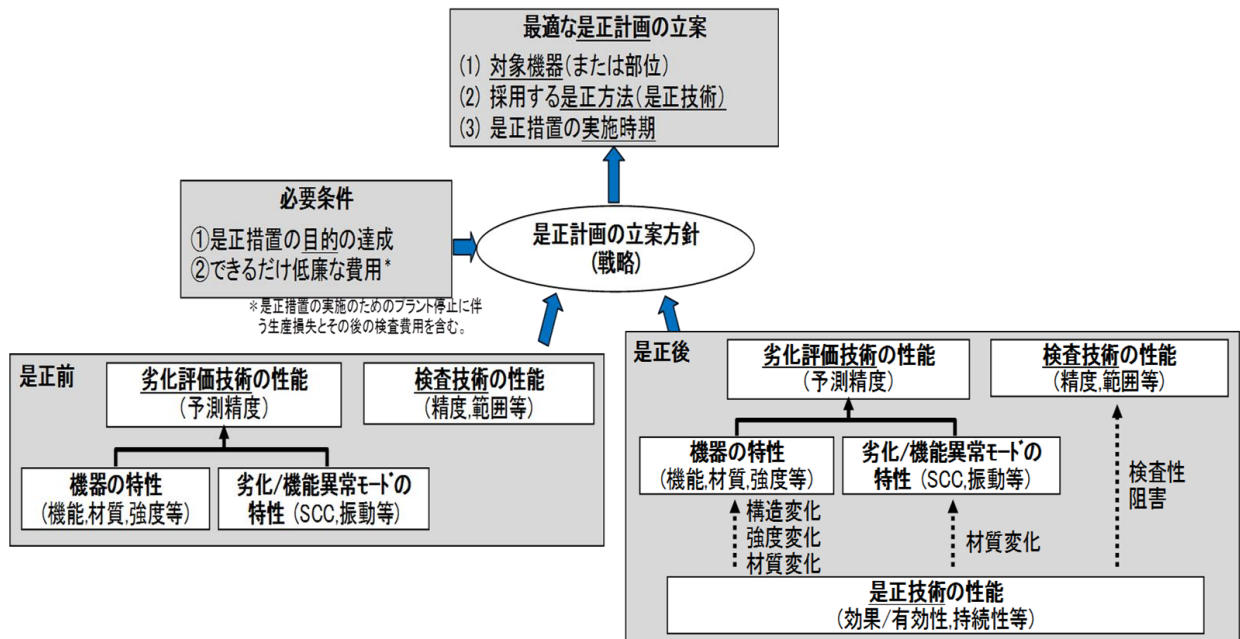 最適な是正計画の立案
(1) 対象機器(または部位)
(2) 採用する是正方法(是正技術)
(3) 是正措置の実施時期
必要条件
①是正措置の目的の達成
②できるだけ低廉な費用*
*是正措置の実施のためのプラント停止に伴
う生産損失とその後の検査費用を含む。
是正計画の立案方針
(戦略)
是正前
劣化評価技術の性能
(予測精度)
検査技術の性能
(精度,範囲等)
機器の特性
(機能,材質,強度等)
劣化/機能異常モードの
特性 (SCC,振動等)
是正後
劣化評価技術の性能
(予測精度)
検査技術の性能
(精度,範囲等)
機器の特性
(機能,材質,強度等)
劣化/機能異常モードの
特性 (SCC,振動等)
検査性
阻害
構造変化
強度変化
材質変化
材質変化
是正技術の性能
(効果/有効性,持続性等)